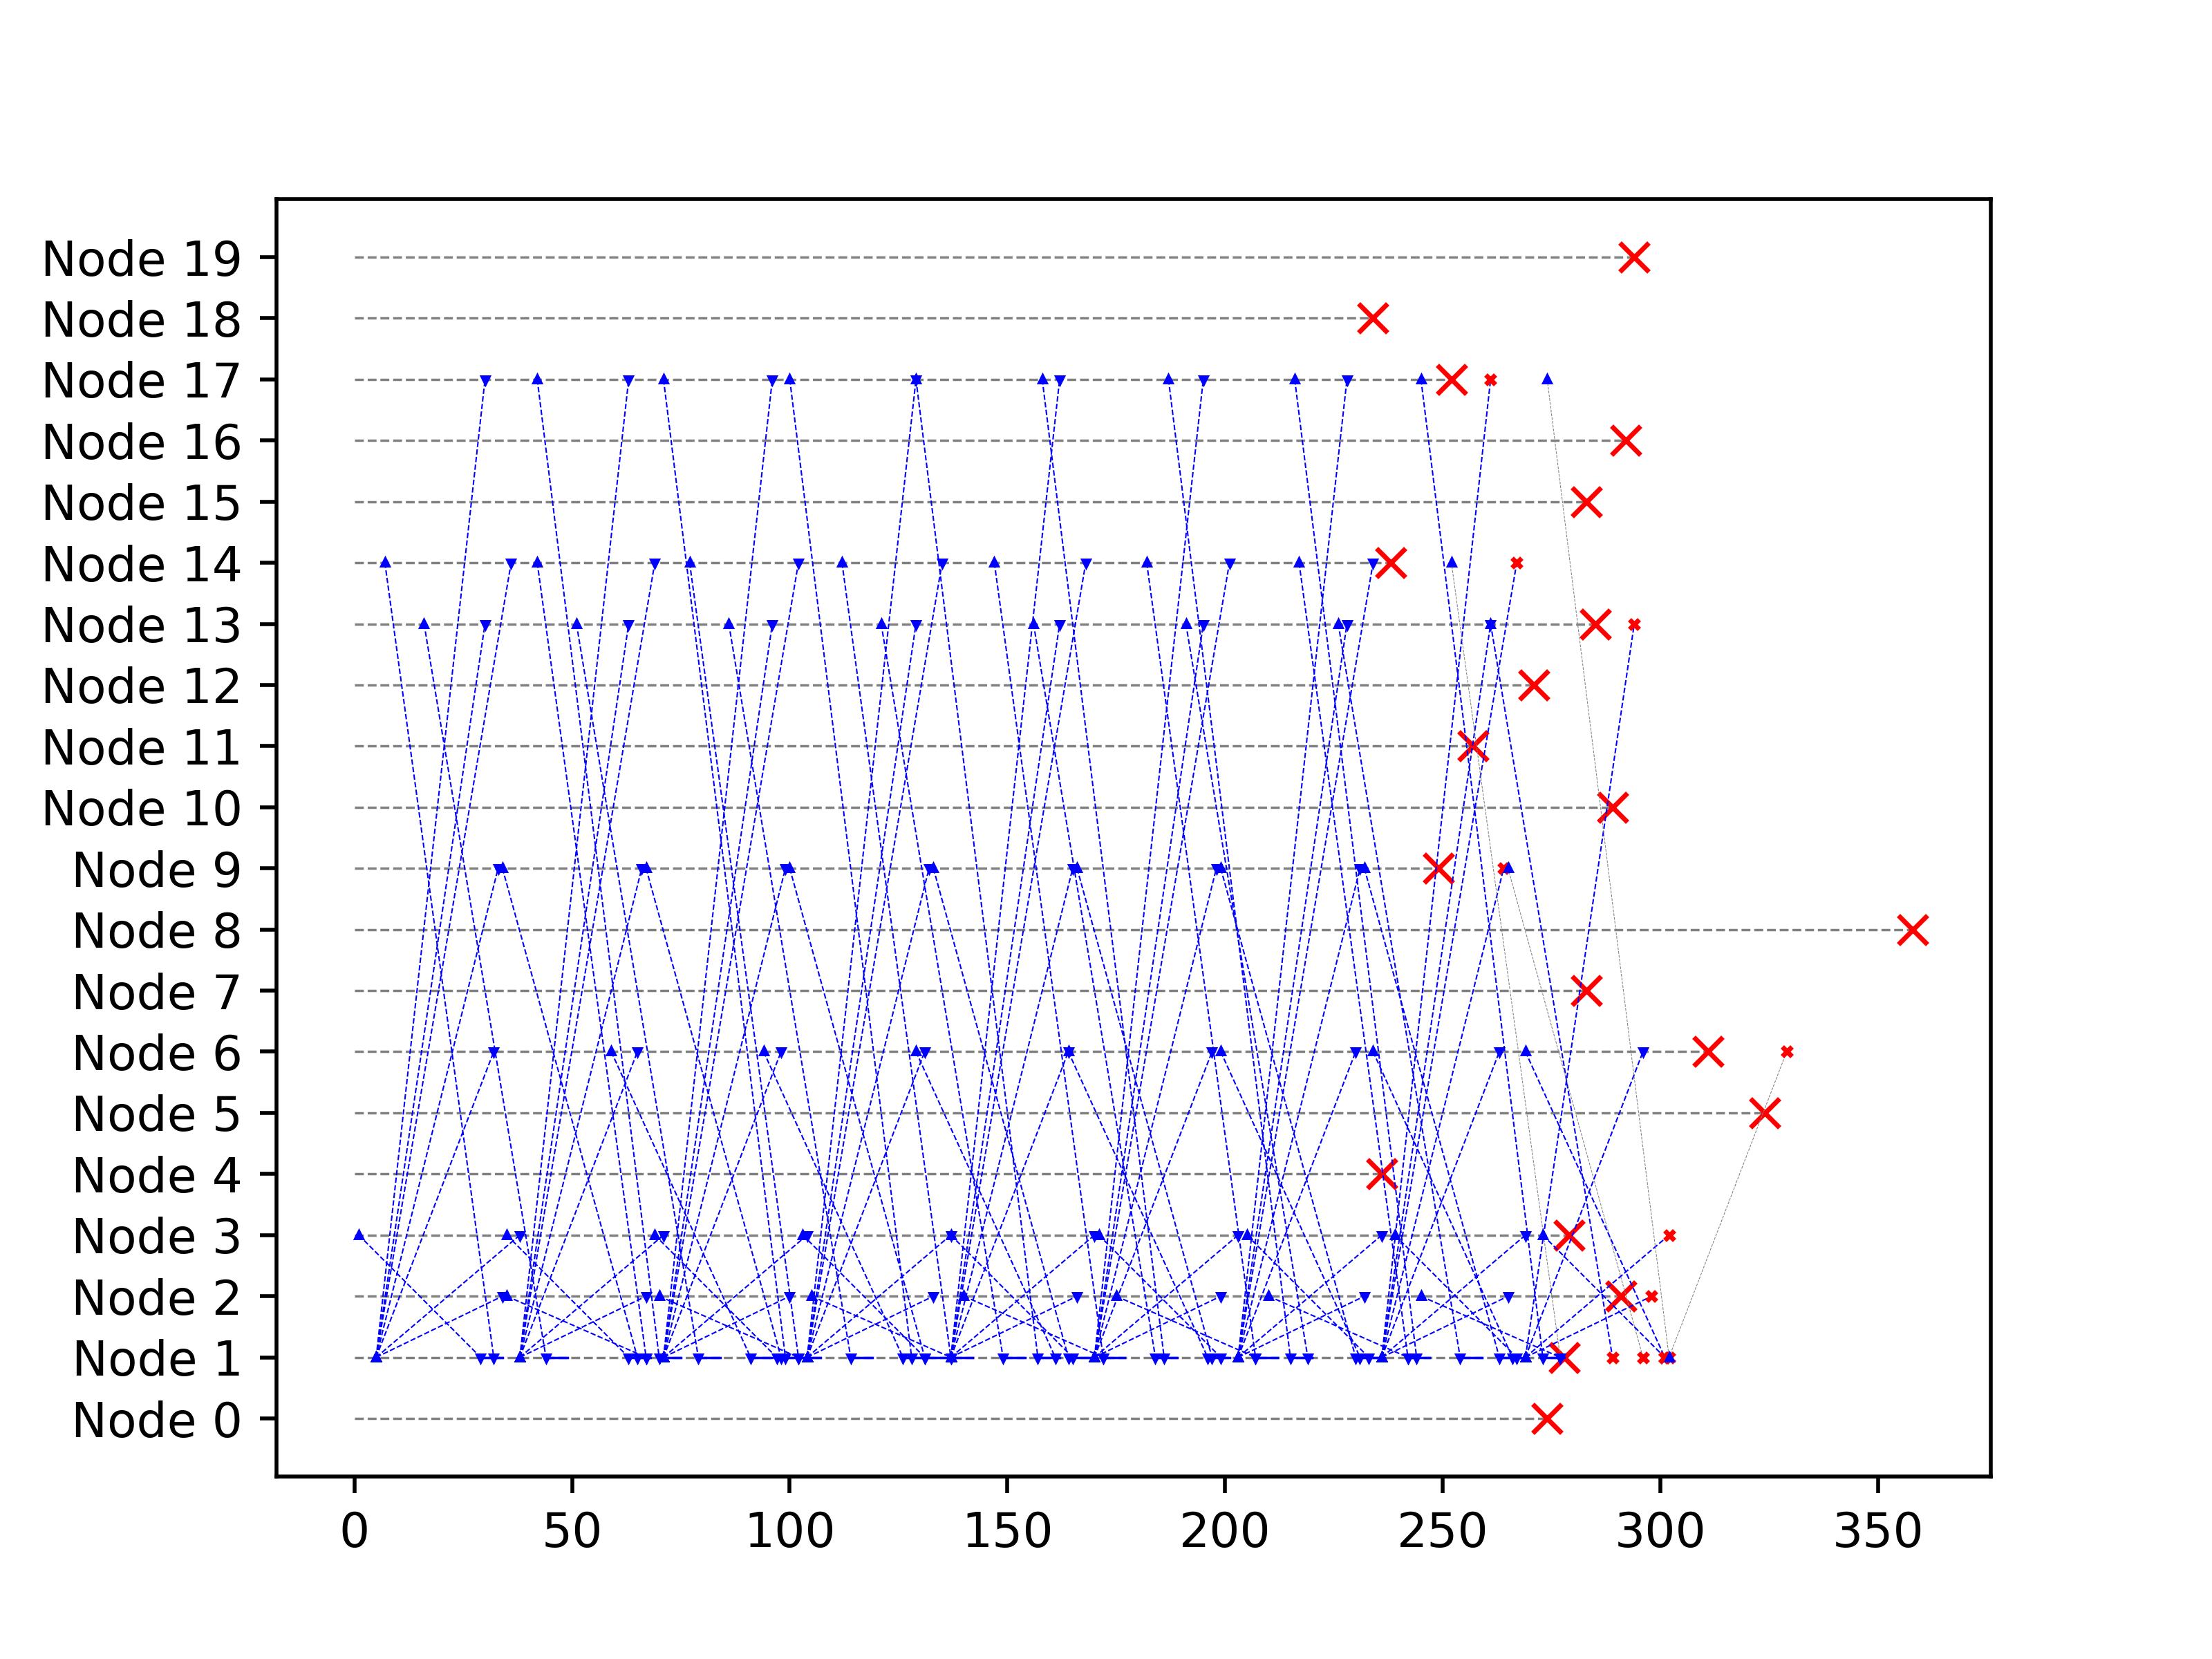 Node 19
Node 18
Node 17
Node 16
Node 15
Node 14
Node 13
Node 12
Node 11
Node 10
Node 9
Node 8
Node 7
Node 6
Node 5
Node 4
Node 3
Node 2
Node 1
Node 0
0 50 100 150 200 250 300 350